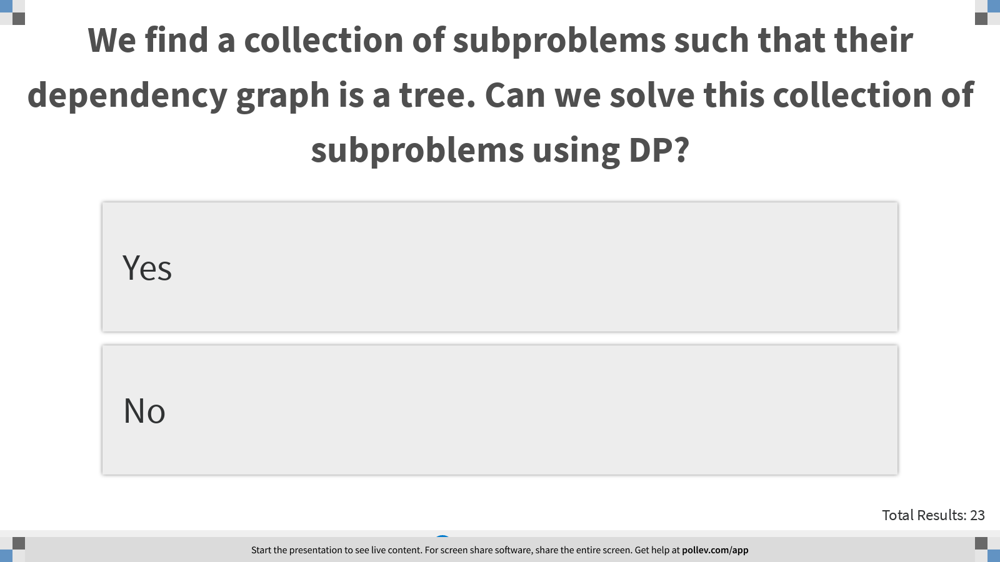 We find a collection of subproblems such that their
dependency graph is a tree. Can we solve this collection of
subproblems using DP?
Yes
No
Total Results: 23
Start the presentation to see live content. For screen share software, share the entire screen. Get help at pollev.com/app